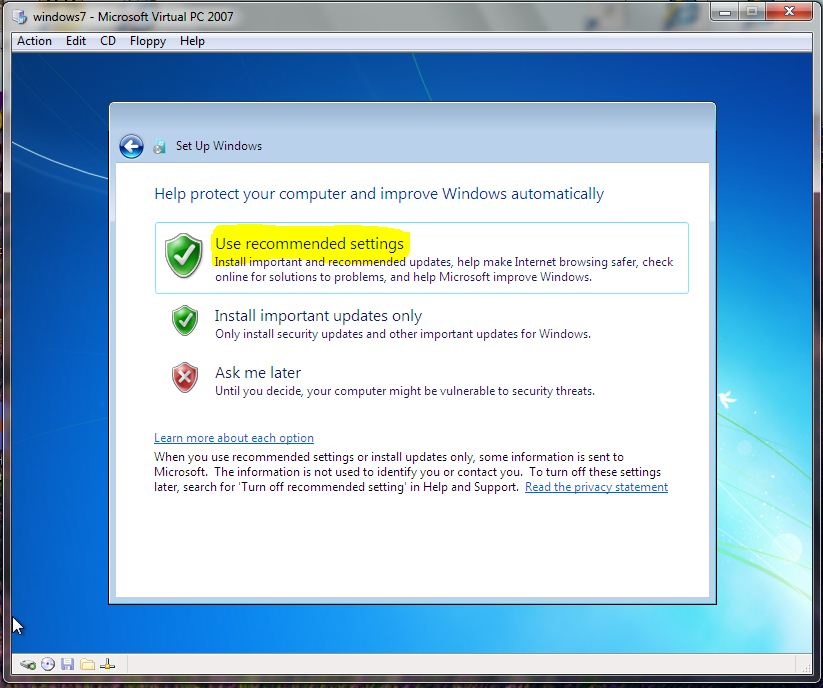 windows7 - Microsoft Virtual PC 2007
Action Edit CD Floppy Help
Set Up Windows
Help protect your computer and improve Windows automatically
Use recommended settings
Install important and recommended updates, help make Internet browsing safer, check
online for solutions to problems, and help Microsoft improve Windows.
Install important updates only
Only install security updates and other important updates for Windows.
Ask me later
Until you decide, your computer might be vulnerable to security threats.
Learn more about each option
When you use recommended settings or install updates only, some information is sent to
Microsoft. The information is not used to identify you or contact you. To turn off these settings
later, search for 'Turn off recommended setting' in Help and Support. Read the privacy statement